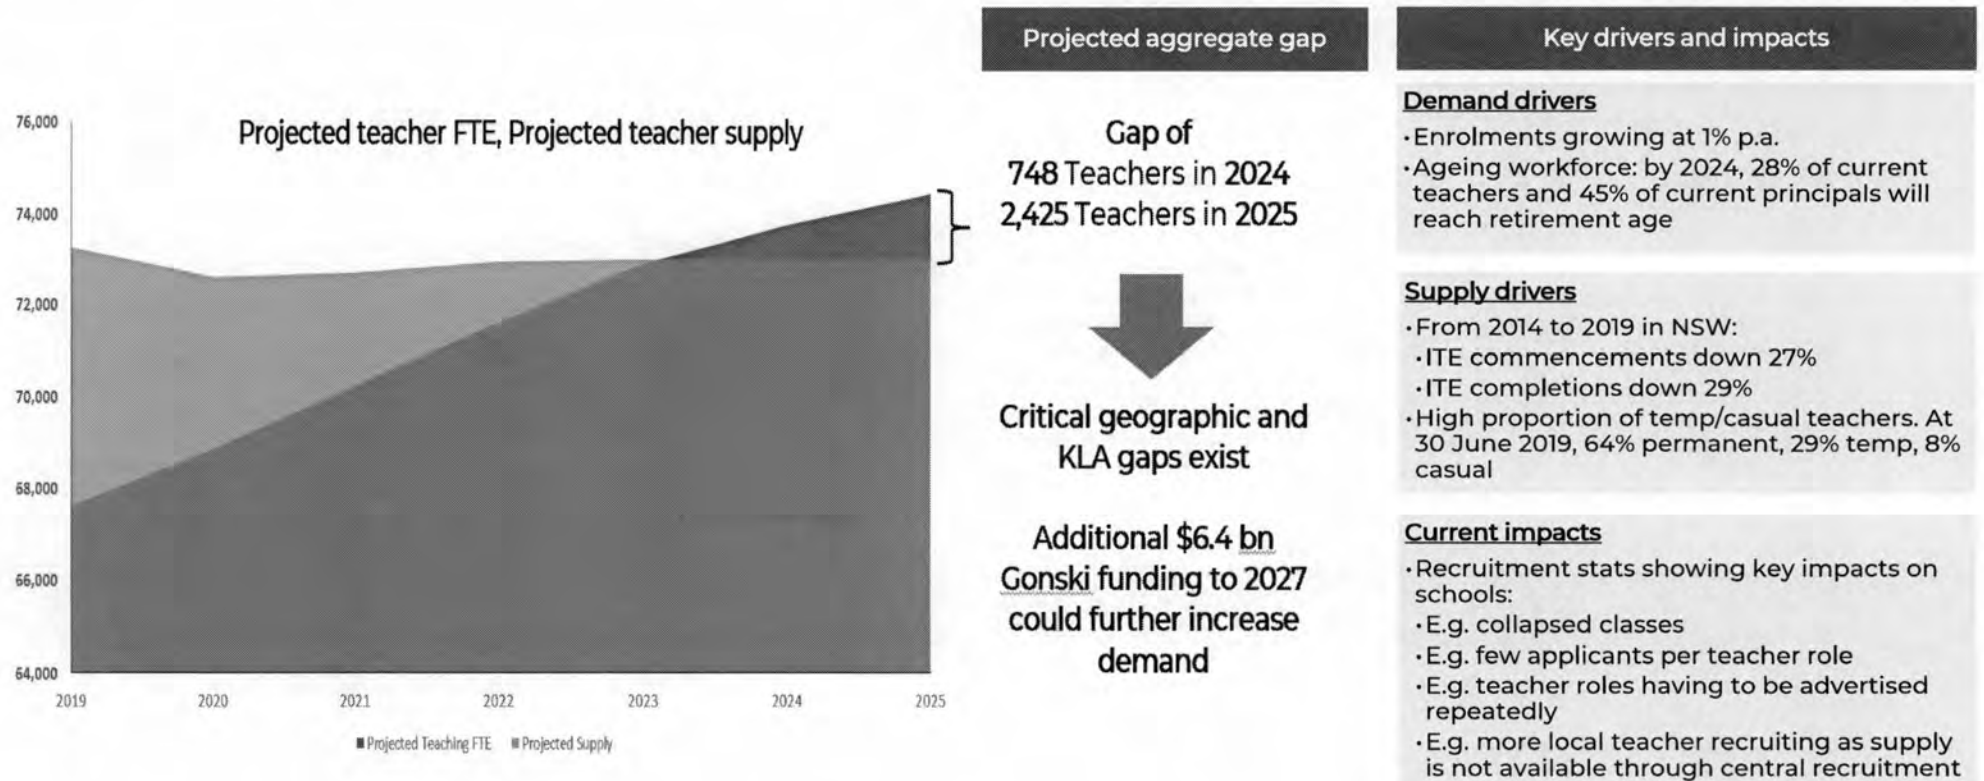 Projected teacher FTE, Projected teacher supply
76,000
74,000
72,000
70,000
68,000
66,000
64,000
2019
2020
2021
2022
2023
2024
2025
Projected Teaching FTE
Projected Supply
Projected aggregate gap
Gap of
748 Teachers in 2024
2,425 Teachers in 2025
Critical geographic and
KLA gaps exist
Additional $6.4 bn
Gonski funding to 2027
could further increase
demand
Key drivers and impacts
Demand drivers
·Enrolments growing at 1% p.a.
·Ageing workforce: by 2024, 28% of current
teachers and 45% of current principals will
reach retirement age
Supply drivers
·From 2014 to 2019 in NSW:
·ITE commencements down 27%
·ITE completions down 29%
·High proportion of temp/casual teachers. At
30 June 2019, 64% permanent, 29% temp, 8%
casual
Current impacts
·Recruitment stats showing key impacts on
schools:
·E.g. collapsed classes
·E.g. few applicants per teacher role
·E.g. teacher roles having to be advertised
repeatedly
·E.g. more local teacher recruiting as supply
is not available through central recruitment